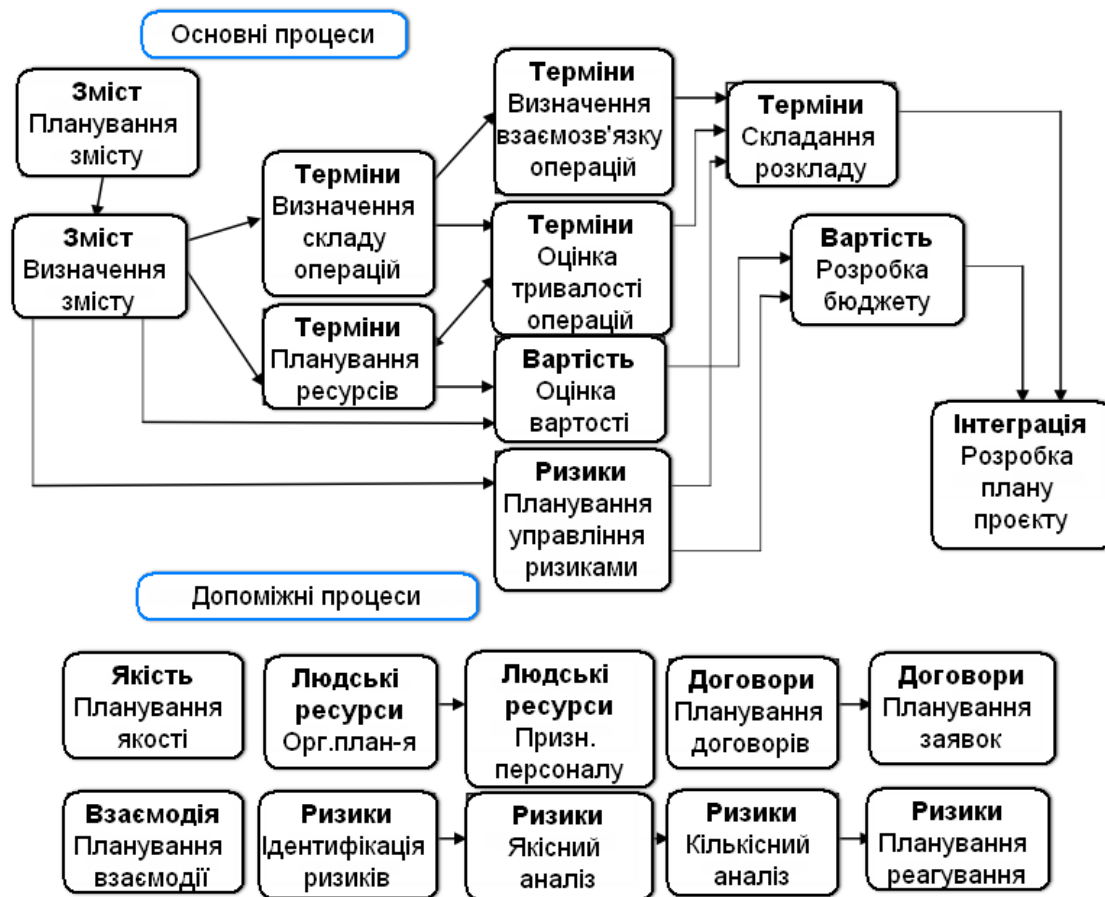 Основні процеси
Зміст
Планування
змісту
Зміст
Визначення
змісту
Терміни
Визначення
складу
операцій
Терміни
Планування
ресурсів
Терміни
Визначення
взаємозв'язку
операцій
Терміни
Оцінка
тривалості
операцій
Вартість
Оцінка
вартості
Ризики
Планування
управління
ризиками
Терміни
Складання
розкладу
Вартість
Розробка
бюджету
Інтеграція
Розробка
плану
проєкту
Допоміжні процеси
Якість
Планування
якості
Людські
ресурси
Орг.план-я
Людські
ресурси
Призн.
персоналу
Договори
Планування
договорів
Договори
Планування
заявок
Взаємодія
Планування
взаємодії
Ризики
Ідентифікація
ризиків
Ризики
Якісний
аналіз
Ризики
Кількісний
аналіз
Ризики
Планування
реагування